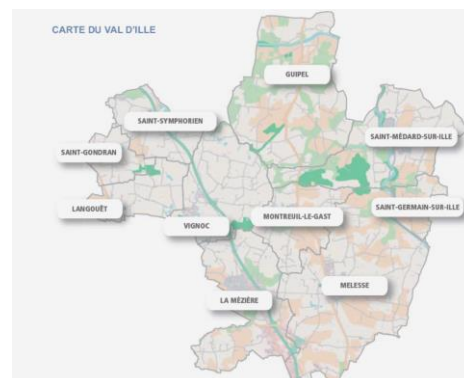 CARTE DU VAL D'ILLE
GUIPEL
SAINT-SYMPHORIEN
SAINT-MÉDARD-SUR-ILLE
SAINT-GONDRAN
LANGOUËT
SAINT-GERMAIN-SUR-ILLE
MONTREUIL-LE-GAST
VIGNOC
MELESSE
LA MÉZIÈRE